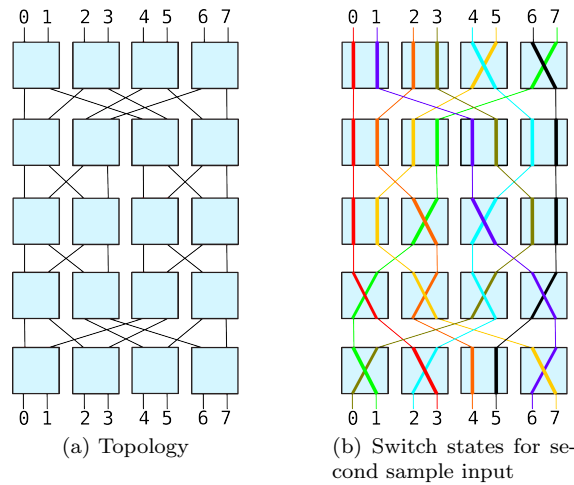 0 1 2 3 4 5 6 7 0 1 2 3 4 5 6 7
0 1 2 3 4 5 6 7 0 1 2 3 4 5 6 7
(a) Topology
(b) Switch states for se-
cond sample input